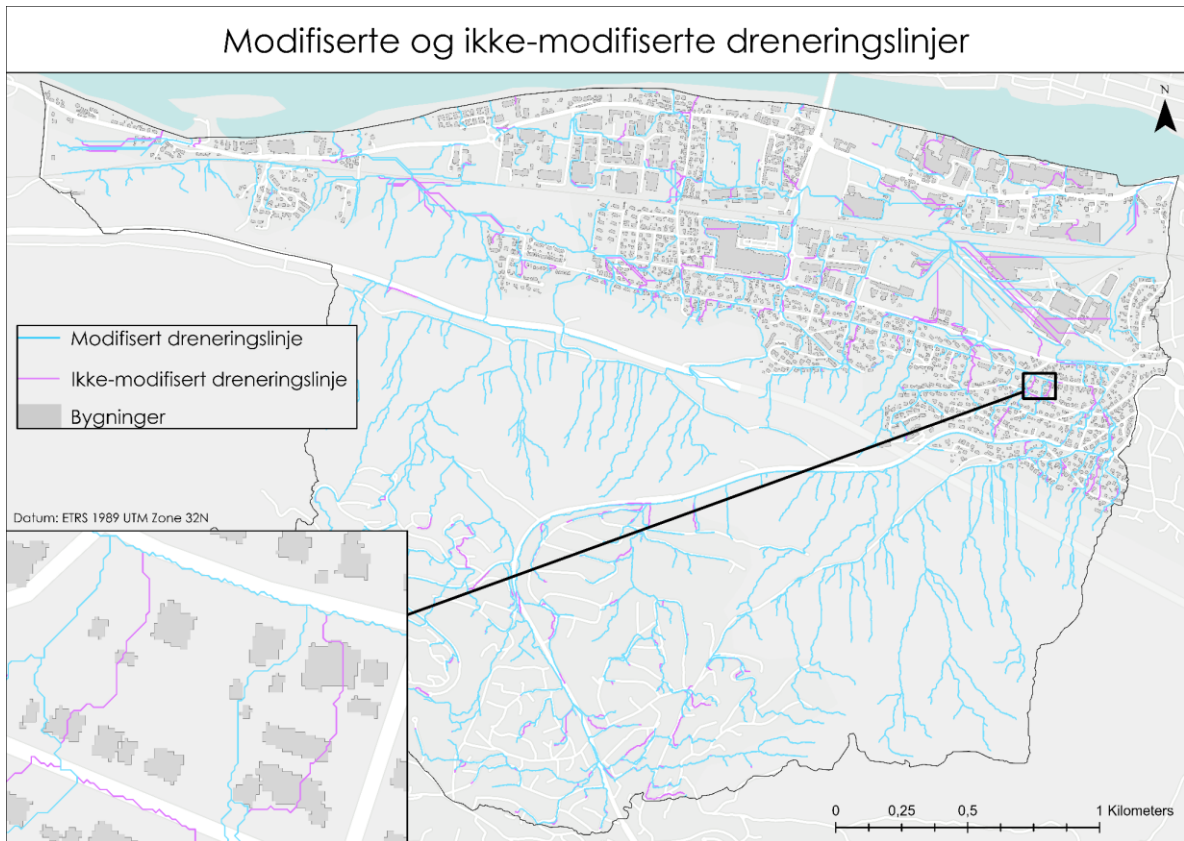 Modifiserte og ikke-modifiserte dreneringslinjer
N
Modifisert dreneringslinje
Ikke-modifisert dreneringslinje
Bygninger
Datum: ETRS 1989 UTM Zone 32N
0 0,25 0,5 1 Kilometers